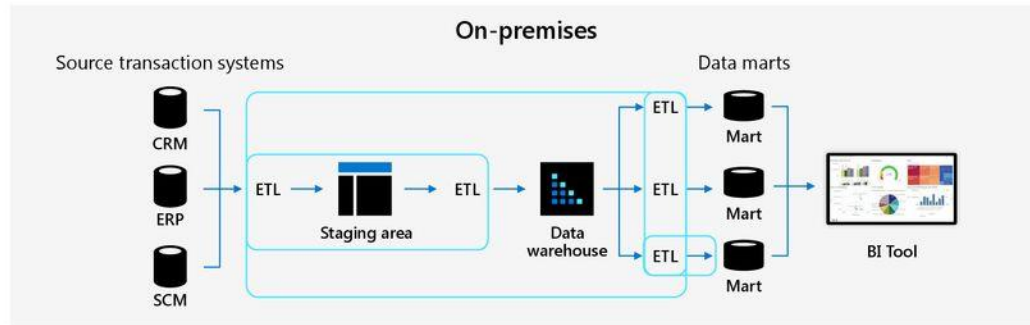 On-premises
Source transaction systems
Data marts
CRM
ERP
SCM
ETL
Staging area
ETL
Data
warehouse
ETL
ETL
ETL
Mart
Mart
Mart
BI Tool